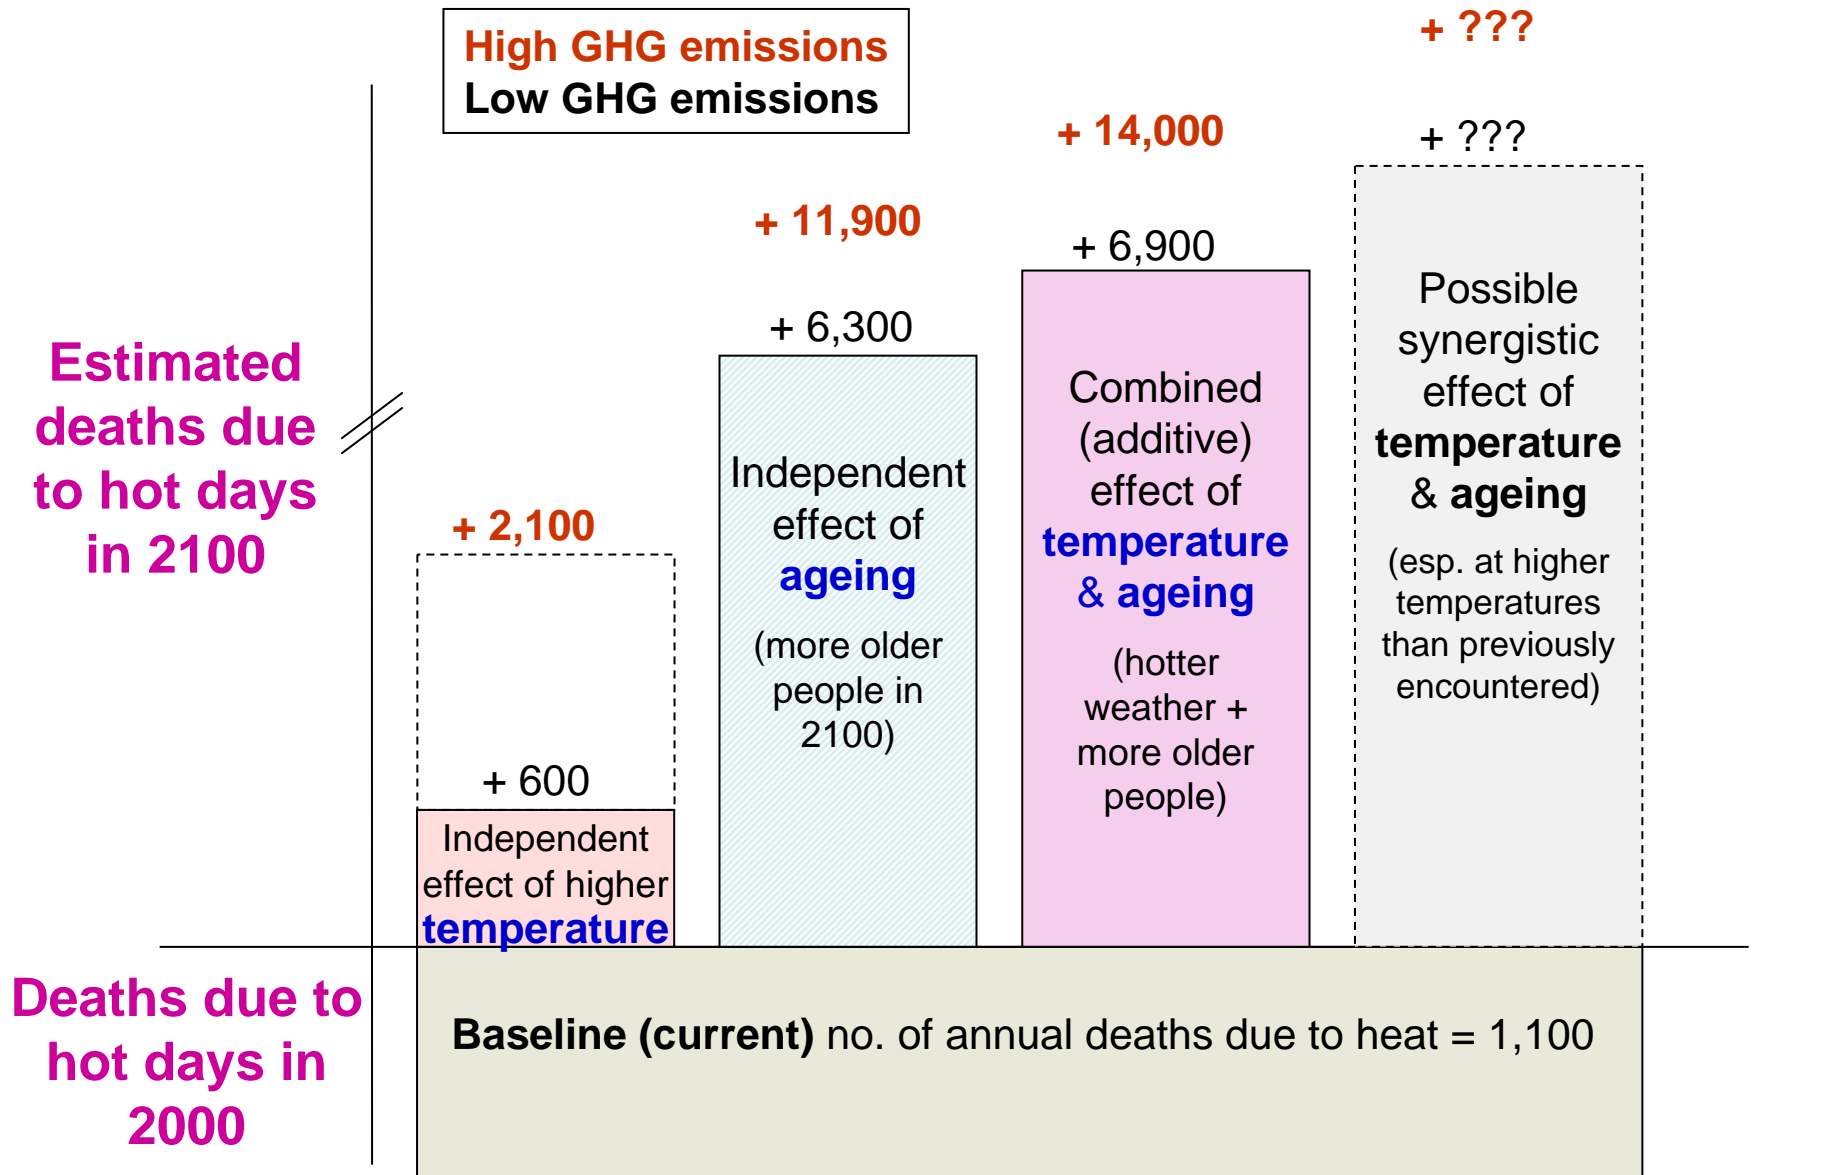 High GHG emissions
Low GHG emissions
+ ???
+ ???
+ 14,000
+ 6,900
+ 11,900
+ 6,300
+ 2,100
+ 600
Estimated
deaths due
to hot days
in 2100
Independent
effect of higher
temperature
Independent
effect of
ageing
(more older
people in
2100)
Combined
(additive)
effect of
temperature
& ageing
(hotter
weather +
more older
people)
Possible
synergistic
effect of
temperature
& ageing
(esp. at higher
temperatures
than previously
encountered)
Deaths due to
hot days in
2000
Baseline (current) no. of annual deaths due to heat = 1,100